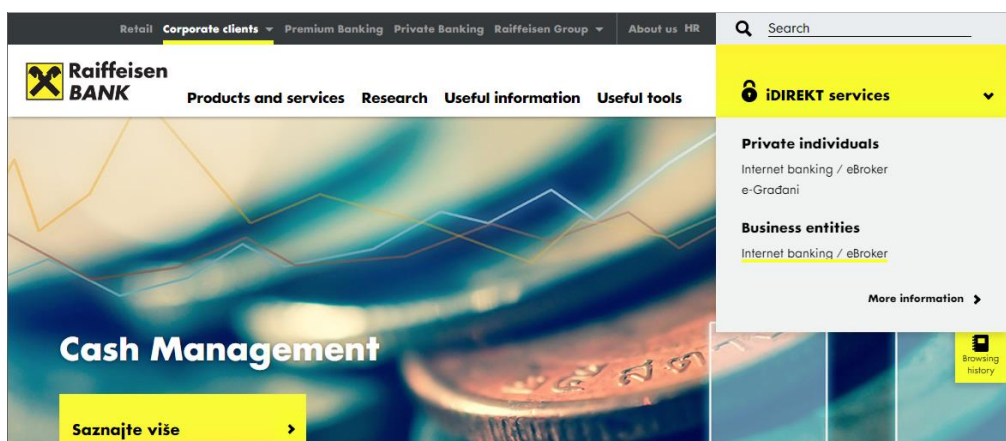 Retail Corporate clients Premium Banking Private Banking Raiffeisen Group About us HR
Search
Raiffeisen
BANK
Products and services Research Useful information Useful tools
iDIREKT services
Private individuals
Internet banking / eBroker
e-Građani
Business entities
Internet banking / eBroker
More information
Browsing
history
Cash Management
Saznajte više